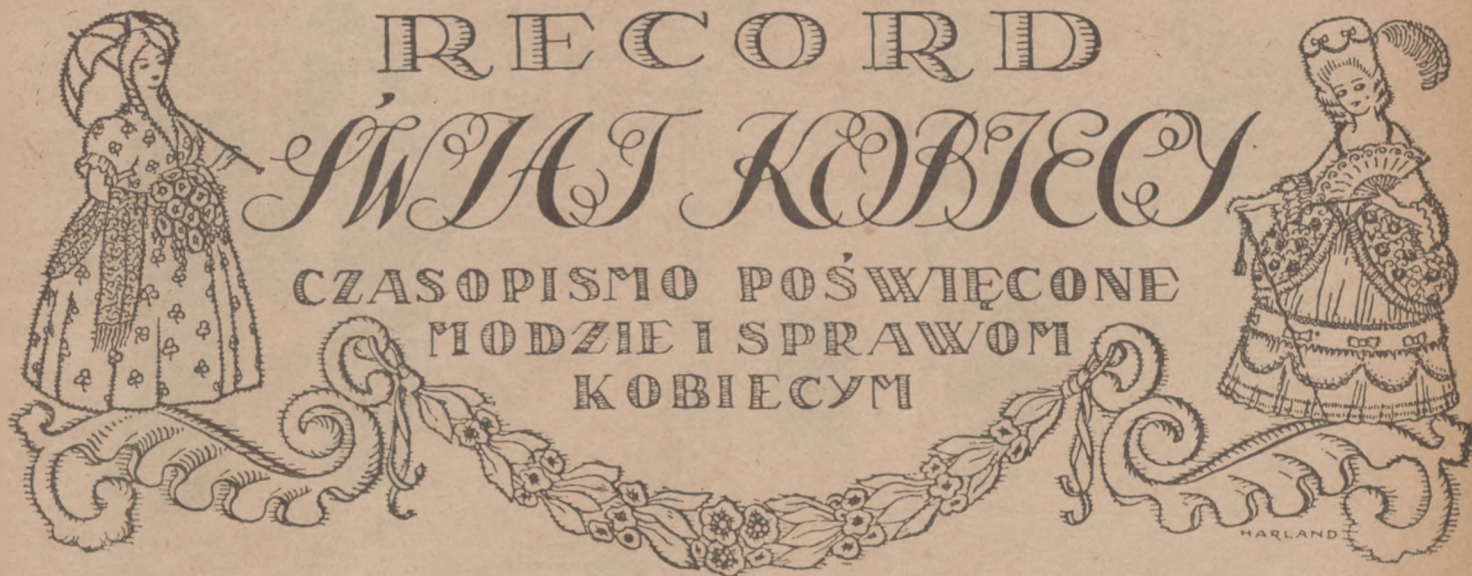 RECORD
ŚWIAT KOBIECY
CZASOPISMO POŚWIĘCONE
MODZIE I SPRAWOM
KOBIECYM
HARLAND